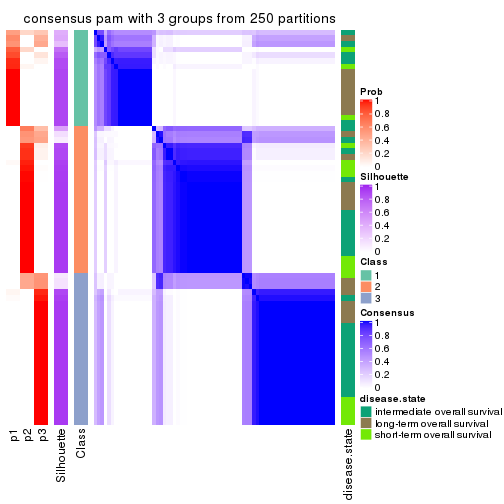 consensus pam with 3 groups from 250 partitions
Prob
1
0.8
0.6
0.4
0.2
0
Silhouette
1
0.8
0.6
0.4
0.2
0
Class
1
2
3
Consensus
1
0.8
0.6
0.4
0.2
0
disease.state
intermediate overall survival
long-term overall survival
short-term overall survival
p1
p2
p3
Silhouette
Class
disease.state